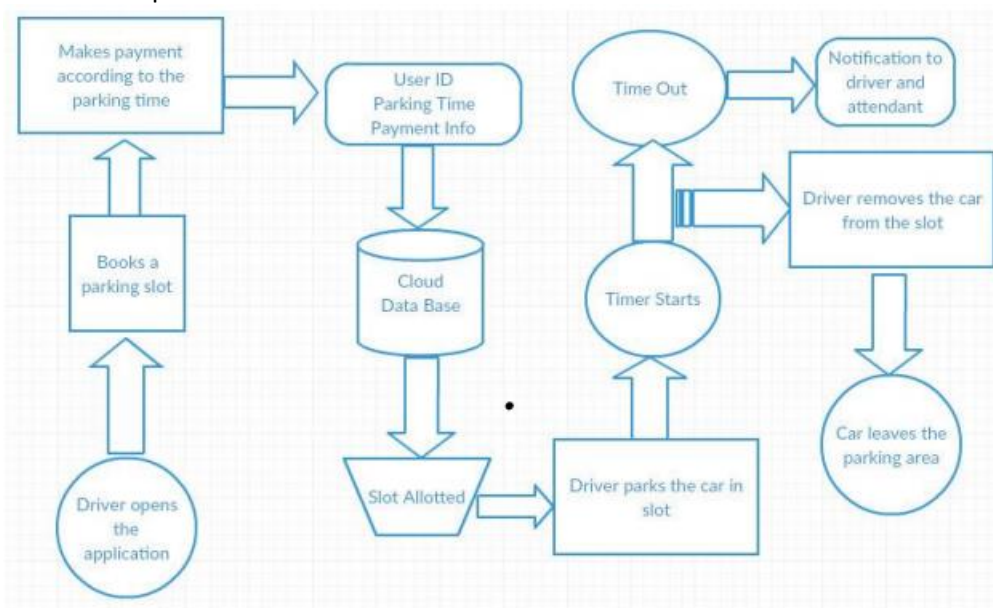 Makes payment
according to the
parking time
User ID
Parking Time
Payment Info
Time Out
Notification to
driver and
attendant
Books a
parking slot
Cloud
Data Base
Timer Starts
Driver removes the car
from the slot
Driver opens
the
application
Slot Allotted
Driver parks the car in
slot
Car leaves the
parking area